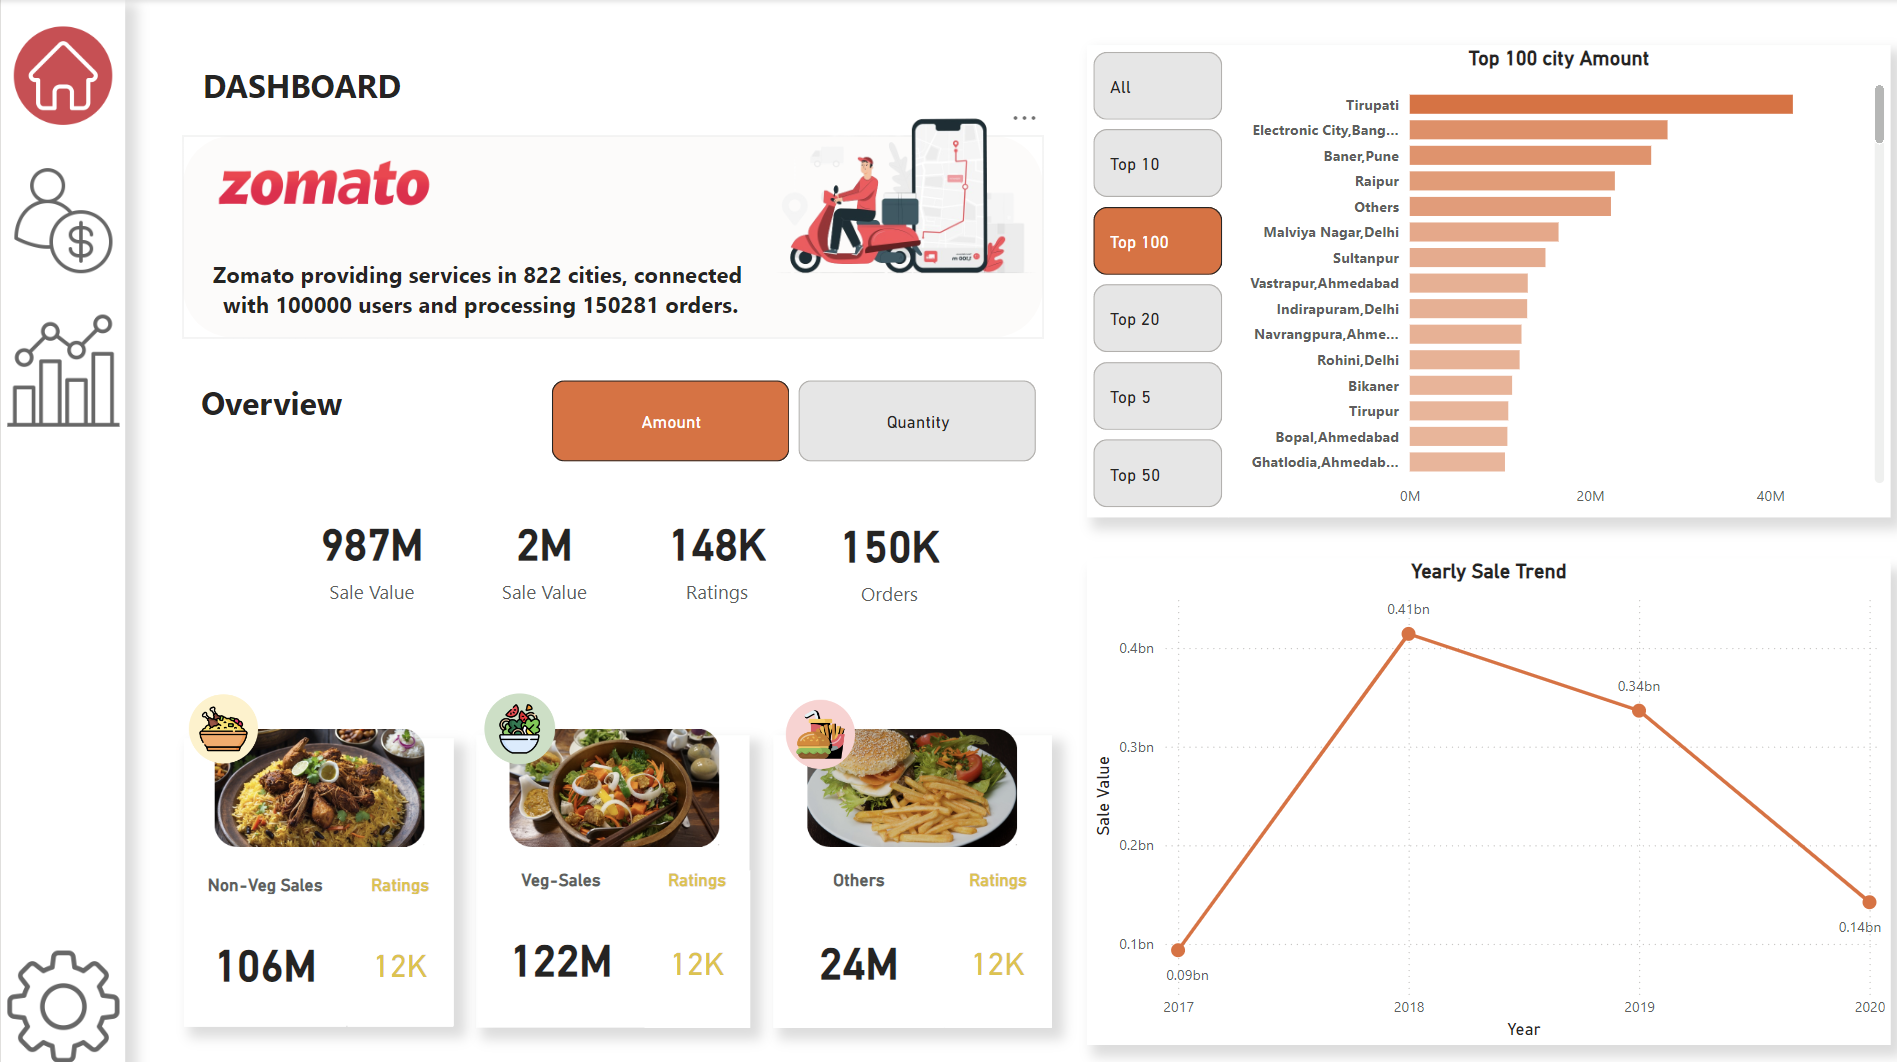 DASHBOARD
zomato
Zomato providing services in 822 cities, connected
with 100000 users and processing 150281 orders.
Overview
Amount
Quantity
987M
Sale Value
2M
Sale Value
148K
Ratings
150K
Orders
Non-Veg Sales
Ratings
106M
12K
Veg-Sales
Ratings
122M
12K
Others
Ratings
24M
12K
All
Top 10
Top 100
Top 20
Top 5
Top 50
Top 100 city Amount
Tirupati
Electronic City,Bang...
Baner,Pune
Raipur
Others
Malviya Nagar,Delhi
Sultanpur
Vastrapur,Ahmedabad
Indirapuram,Delhi
Navrangpura,Ahme...
Rohini,Delhi
Bikaner
Tirupur
Bopal,Ahmedabad
Ghatlodia,Ahmedab...
0M
20M
40M
Yearly Sale Trend
Sale Value
0.4bn
0.3bn
0.2bn
0.1bn
0.09bn
0.41bn
0.34bn
0.14bn
2017
2018
2019
2020
Year